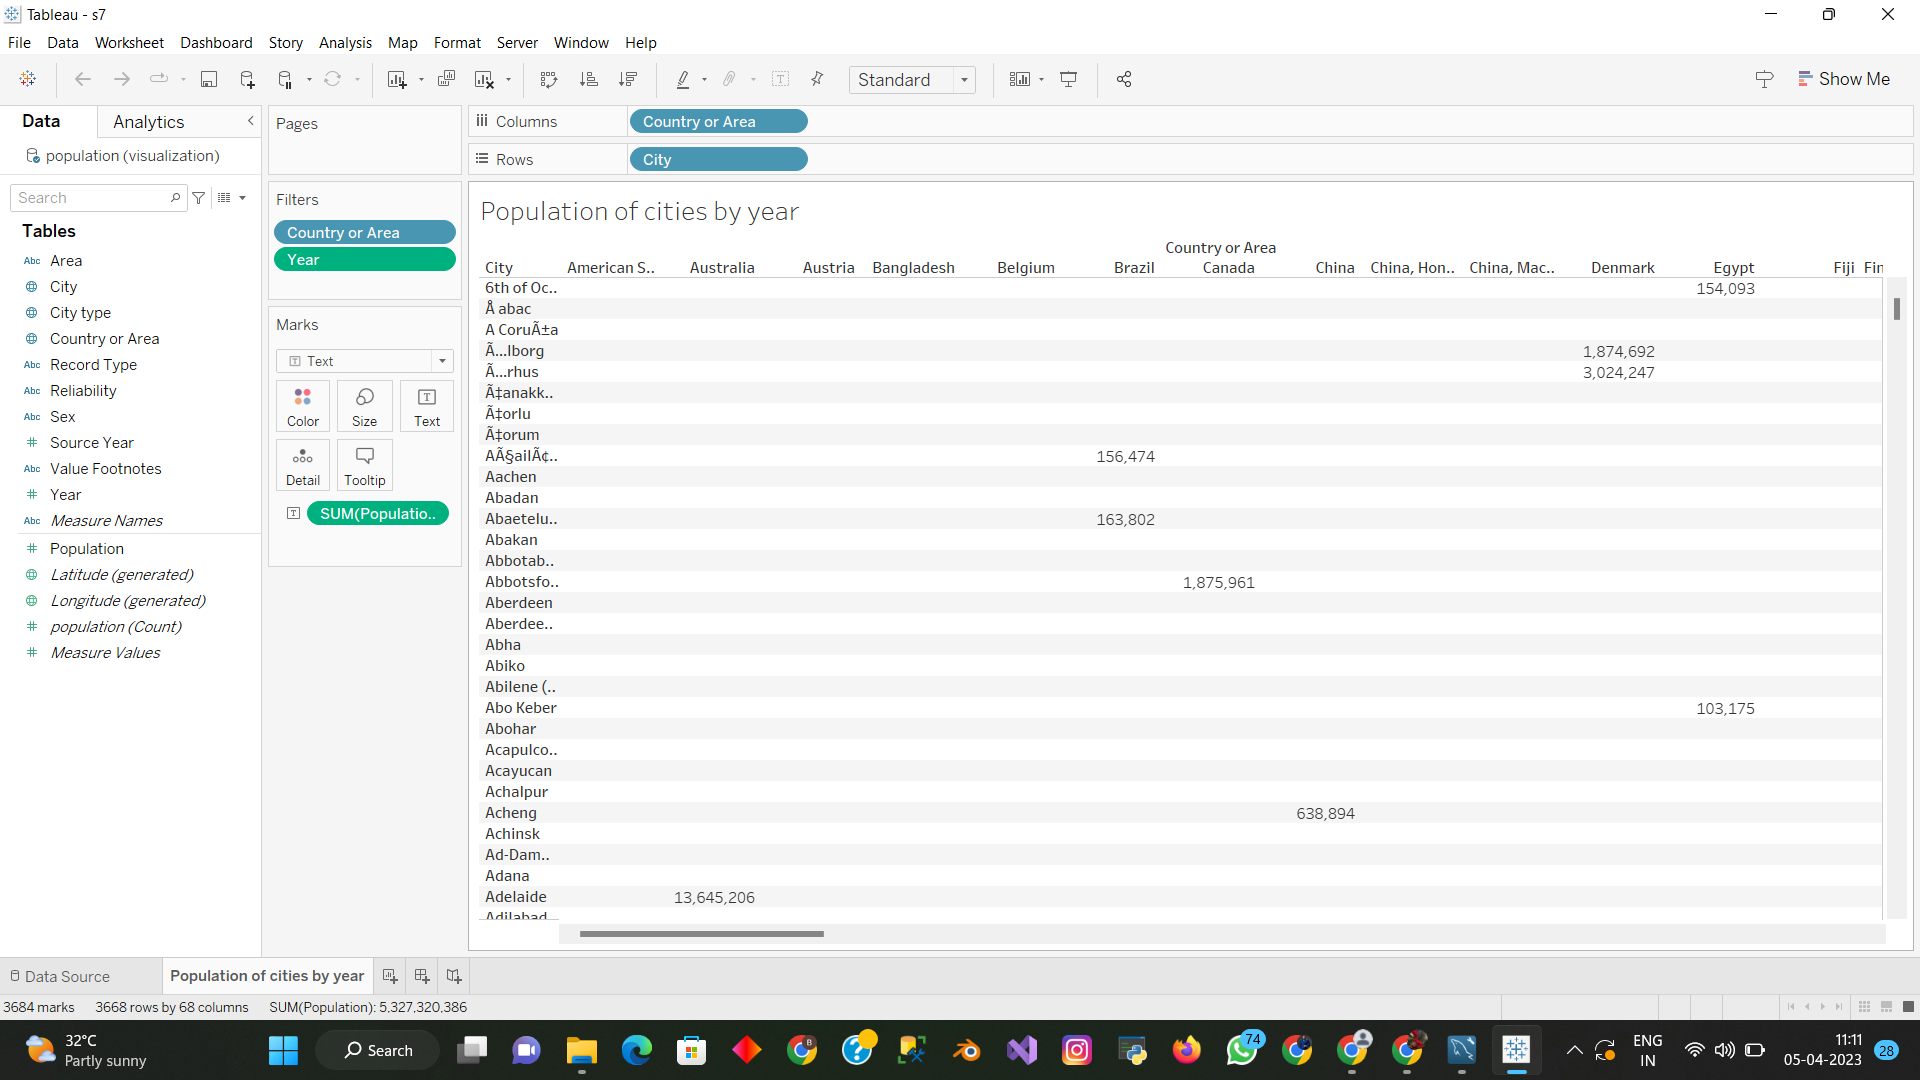 Tableau - s7
File Data Worksheet Dashboard Story Analysis Map Format Server Window Help
Standard
Show Me
Data
Analytics
population (visualization)
Search
Tables
Abc Area
City
City type
Country or Area
Abc Record Type
Abc Reliability
Abc Sex
# Source Year
Abc Value Footnotes
# Year
Abc Measure Names
# Population
Latitude (generated)
Longitude (generated)
# population (Count)
# Measure Values
Pages
Filters
Country or Area
Year
Marks
Text
Color Size Text
Detail Tooltip
SUM(Populatio..
Columns Country or Area
Rows City
Population of cities by year
Country or Area
City American S.. Australia Austria Bangladesh Belgium Brazil Canada China China, Hon.. China, Mac.. Denmark Egypt Fiji Fin
6th of Oc.. 154,093
Å abac
A CoruÃ±a
Ã…lborg 1,874,692
Ã…rhus 3,024,247
Ã‡anakk..
Ã‡orlu
Ã‡orum
AÃ§ailÃ¢.. 156,474
Aachen
Abadan
Abaetelu.. 163,802
Abakan
Abbotab..
Abbotsfo.. 1,875,961
Aberdeen
Aberdee..
Abha
Abiko
Abilene (..
Abo Keber 103,175
Abohar
Acapulco..
Acayucan
Achalpur
Acheng 638,894
Achinsk
Ad-Dam..
Adana
Adelaide 13,645,206
Adilabad
Data Source
Population of cities by year
3684 marks 3668 rows by 68 columns SUM(Population): 5,327,320,386
32°C
Partly sunny
Search
74
ENG
IN
11:11
05-04-2023
28